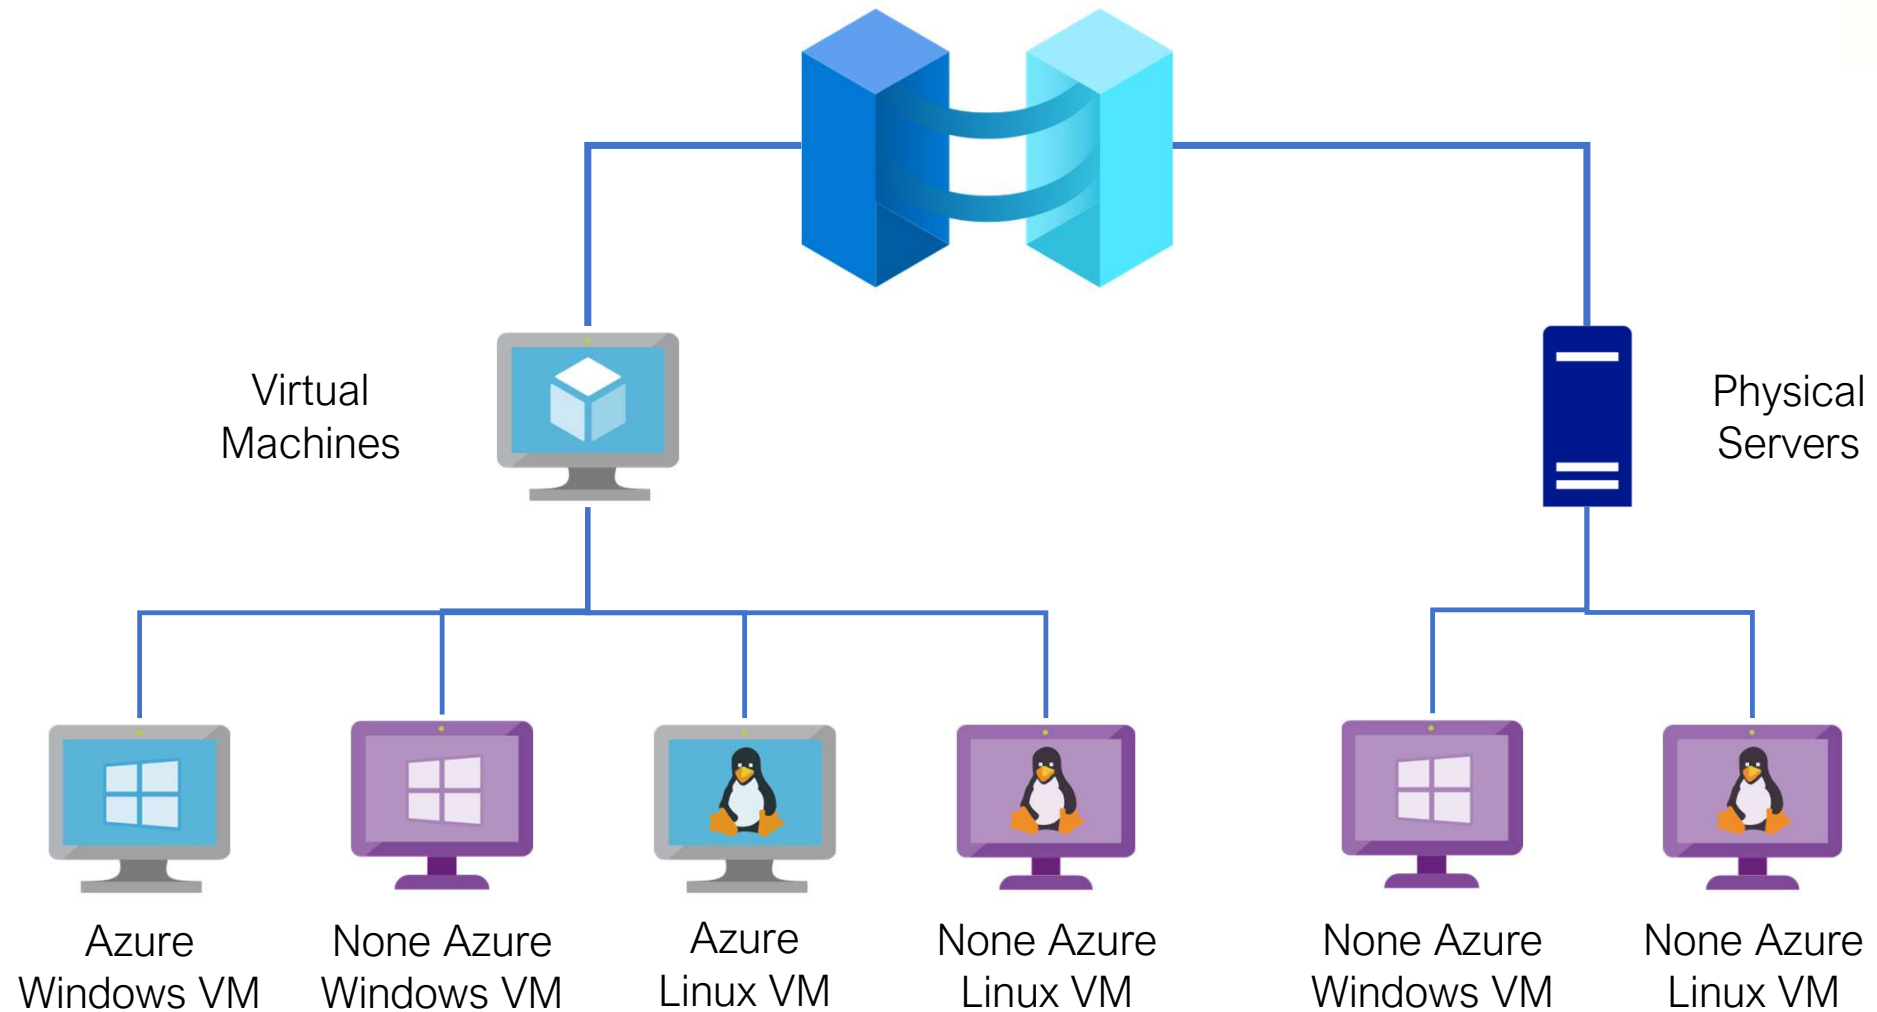 Virtual
Machines
Physical
Servers
Azure
Windows VM
None Azure
Windows VM
Azure
Linux VM
None Azure
Linux VM
None Azure
Windows VM
None Azure
Linux VM